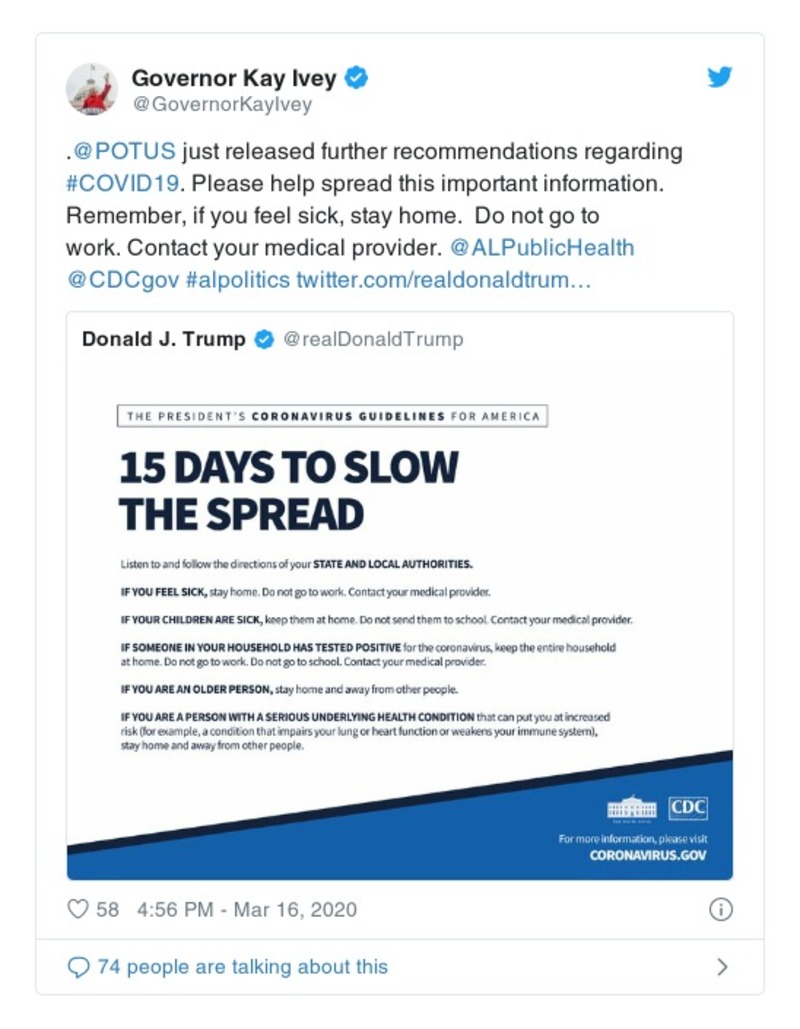 Governor Kay Ivey
@GovernorKayIvey
.@POTUS just released further recommendations regarding
#COVID19. Please help spread this important information.
Remember, if you feel sick, stay home.  Do not go to
work. Contact your medical provider. @ALPublicHealth
@CDCgov #alpolitics twitter.com/realdonaldtrum…
Donald J. Trump @realDonaldTrump
THE PRESIDENT'S CORONAVIRUS GUIDELINES FOR AMERICA
15 DAYS TO SLOW
THE SPREAD
Listen to and follow the directions of your STATE AND LOCAL AUTHORITIES.
IF YOU FEEL SICK, stay home. Do not go to work. Contact your medical provider.
IF YOUR CHILDREN ARE SICK, keep them at home. Do not send them to school. Contact your medical provider.
IF SOMEONE IN YOUR HOUSEHOLD HAS TESTED POSITIVE for the coronavirus, keep the entire household
at home. Do not go to work. Do not go to school. Contact your medical provider.
IF YOU ARE AN OLDER PERSON, stay home and away from other people.
IF YOU ARE A PERSON WITH A SERIOUS UNDERLYING HEALTH CONDITION that can put you at increased
risk (for example, a condition that impairs your lung or heart function or weakens your immune system),
stay home and away from other people.
CDC
For more information, please visit
CORONAVIRUS.GOV
58 4:56 PM - Mar 16, 2020
74 people are talking about this